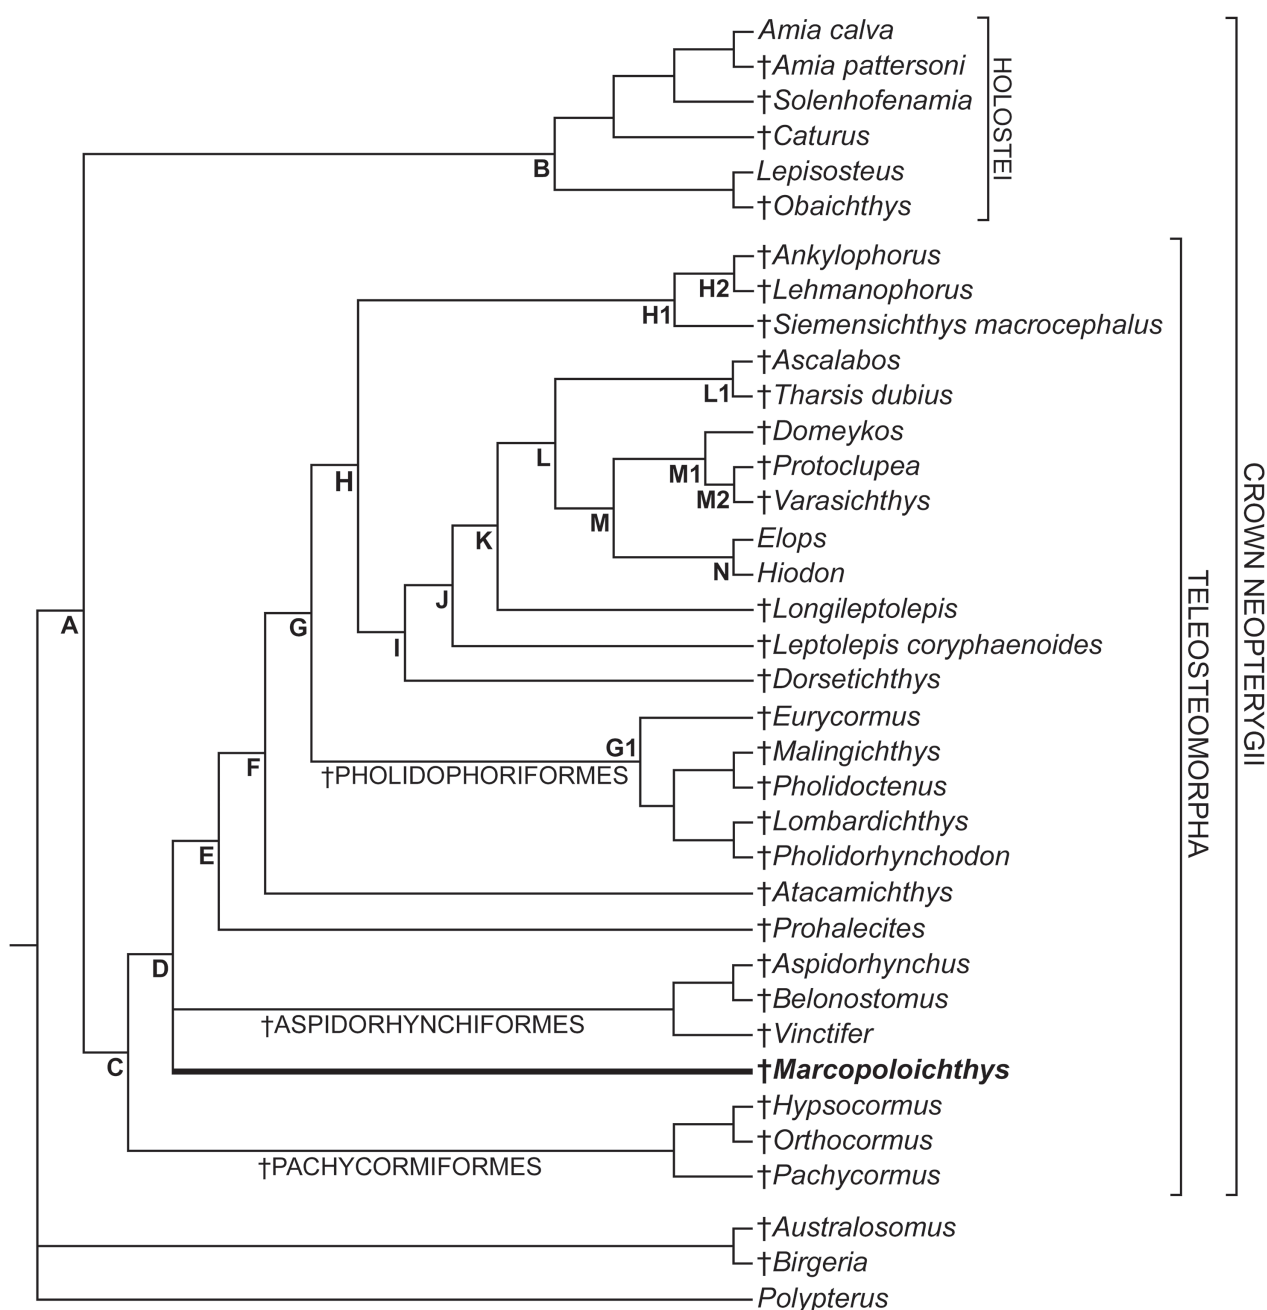 Amia calva
†Amia pattersoni
†Solenhofenamia
†Caturus
B
Lepisosteus
†Obaichthys
HOLOSTEI
†Ankylophorus
H2
†Lehmanophorus
H1
†Siemensichthys macrocephalus
†Ascalabos
L1
†Tharsis dubius
†Domeykos
L
†Protoclupea
M1
H
M2
†Varasichthys
M
Elops
K
N
Hiodon
J
†Longileptolepis
A
G
I
†Leptolepis coryphaenoides
†Dorsetichthys
†Eurycormus
G1
†Malingichthys
F
†PHOLIDOPHORIFORMES
†Pholidoctenus
†Lombardichthys
E
†Pholidorhynchodon
†Atacamichthys
†Prohalecites
D
†Aspidorhynchus
†Belonostomus
†ASPIDORHYNCHIFORMES
†Vinctifer
C
†Marcopoloichthys
†Hypsocormus
†Orthocormus
†PACHYCORMIFORMES
†Pachycormus
TELEOSTEOMORPHA
CROWN NEOPTERYGII
†Australosomus
†Birgeria
Polypterus